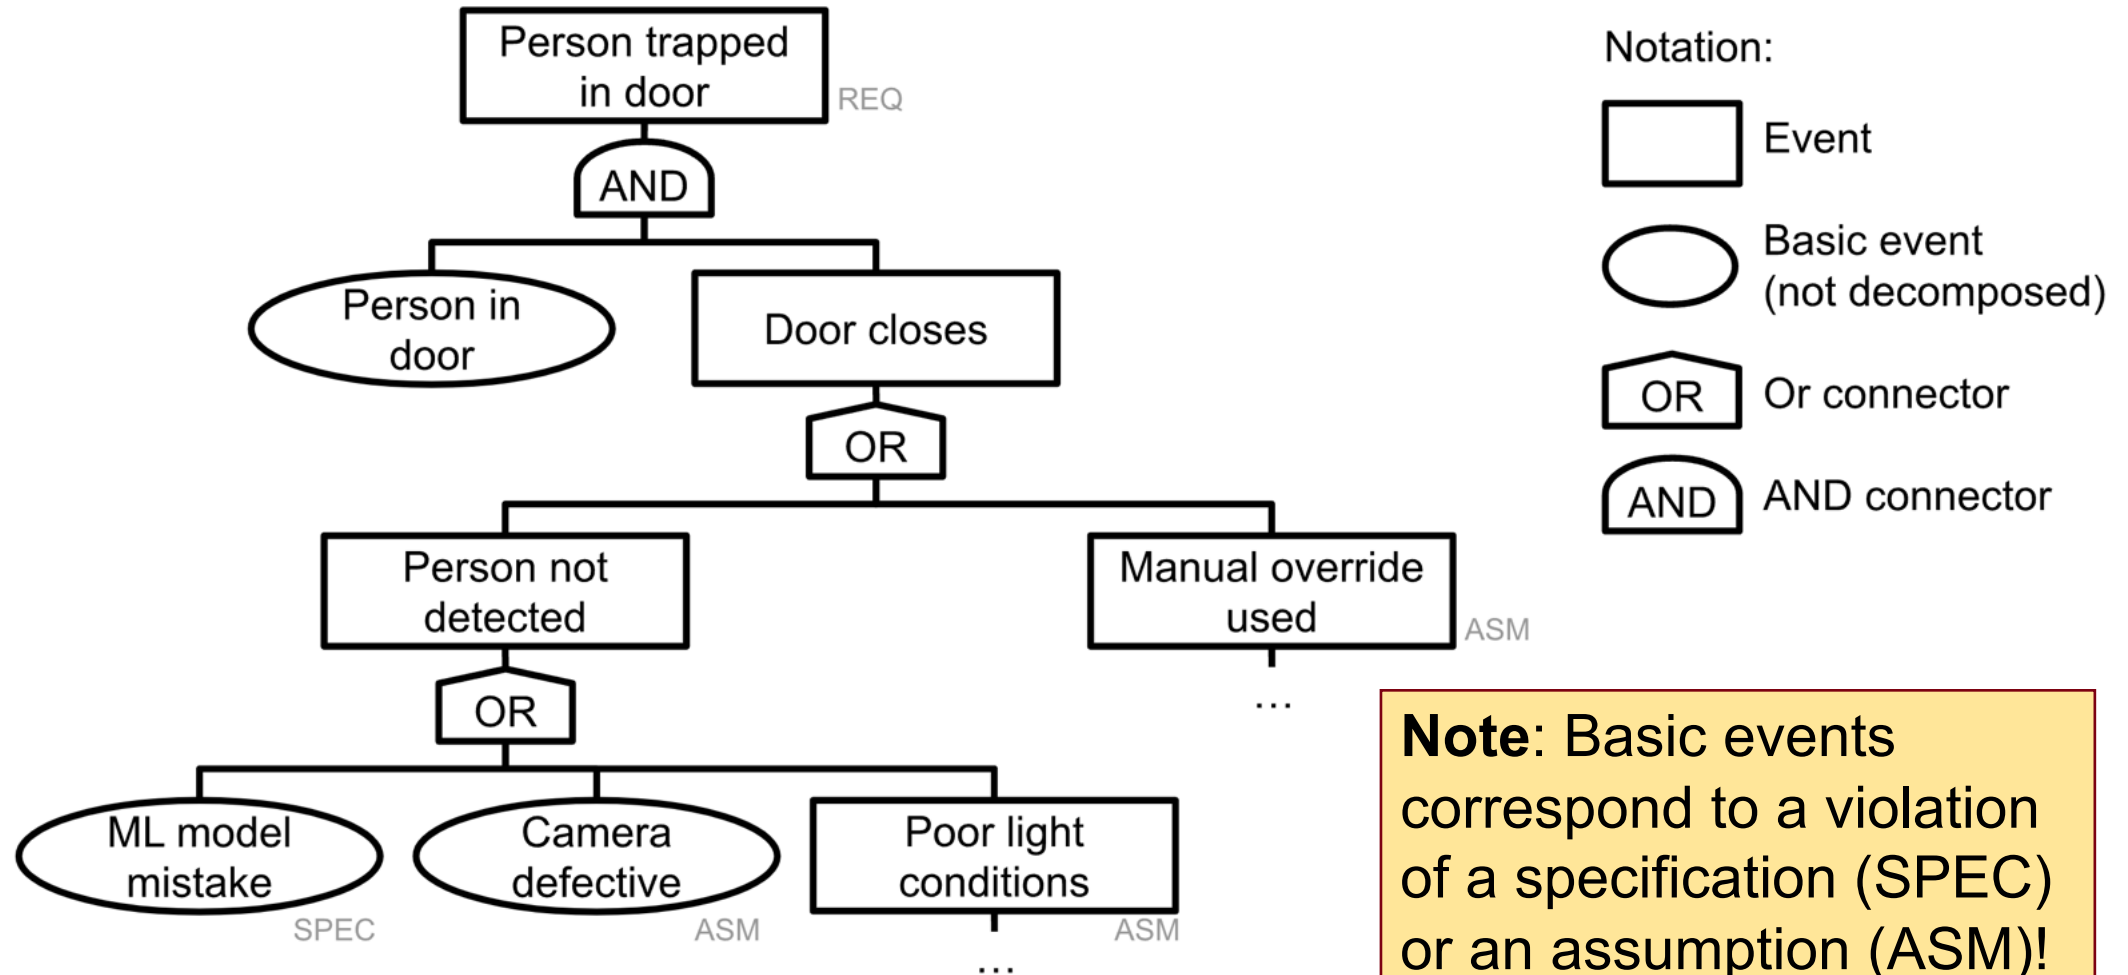 Person trapped
in door
REQ
AND
Person in
door
Door closes
OR
Person not
detected
Manual override
used
ASM
...
OR
ML model
mistake
SPEC
Camera
defective
ASM
Poor light
conditions
ASM
...
Notation:
Event
Basic event
(not decomposed)
OR
Or connector
AND
AND connector
Note: Basic events
correspond to a violation
of a specification (SPEC)
or an assumption (ASM)!